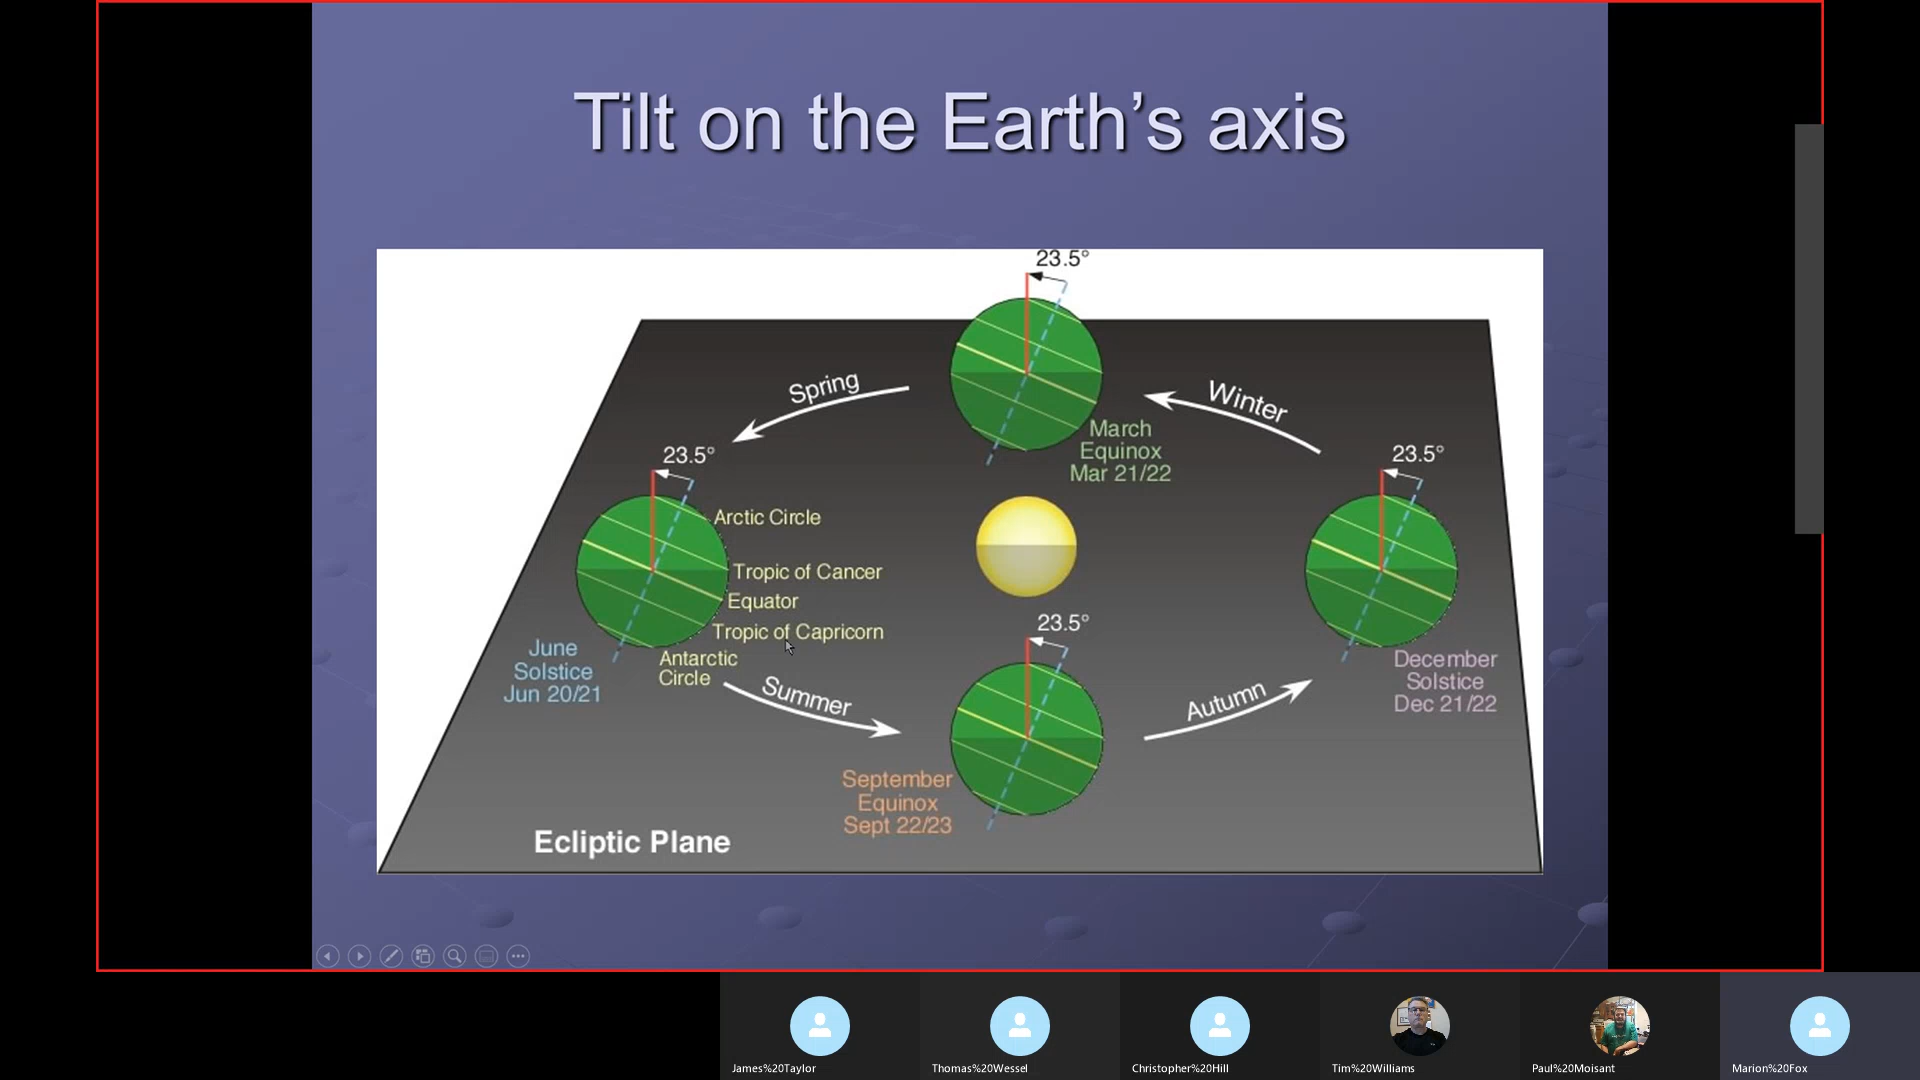 Tilt on the Earth's axis
23.5°
Spring
Winter
March
Equinox
Mar 21/22
23.5°
23.5°
Arctic Circle
Tropic of Cancer
Equator
Tropic of Capricorn
Antarctic
Circle
June
Solstice
Jun 20/21
23.5°
December
Solstice
Dec 21/22
Summer
Autumn
September
Equinox
Sept 22/23
Ecliptic Plane
James%20Taylor
Thomas%20Wessel
Christopher%20Hill
Tim%20Williams
Paul%20Moisant
Marion%20Fox